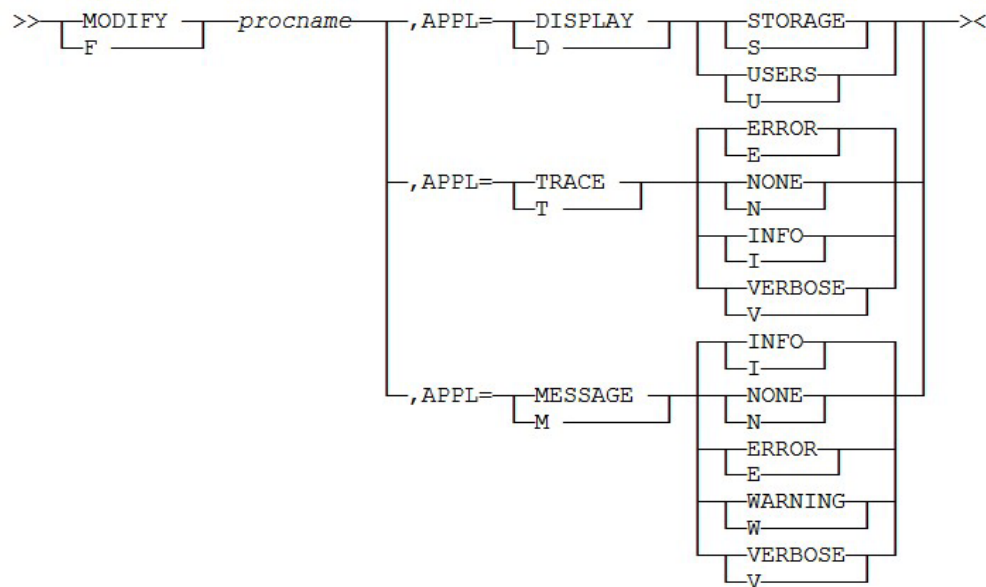 >> MODIFY procname ,APPL= DISPLAY STORAGE ><
F D S
USERS
U
ERROR
E
,APPL= TRACE NONE
T N
INFO
I
VERBOSE
V
INFO
I
,APPL= MESSAGE NONE
M N
ERROR
E
WARNING
W
VERBOSE
V